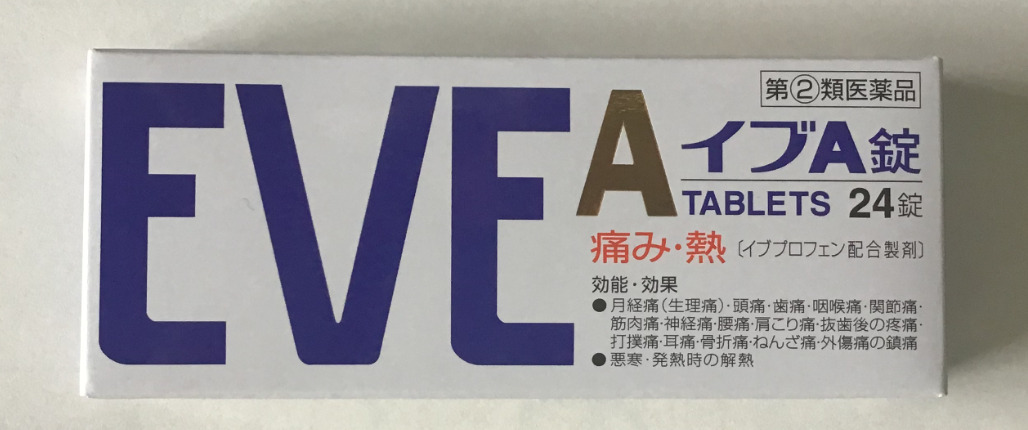 EVE A
第②類医薬品
イブA錠
TABLETS 24錠
痛み・熱 〔イブプロフェン配合製剤〕
効能・効果
●月経痛(生理痛)・頭痛・歯痛・咽喉痛・関節痛・
筋肉痛・神経痛・腰痛・肩こり痛・抜歯後の疼痛・
打撲痛・耳痛・骨折痛・ねんざ痛・外傷痛の鎮痛
●悪寒・発熱時の解熱